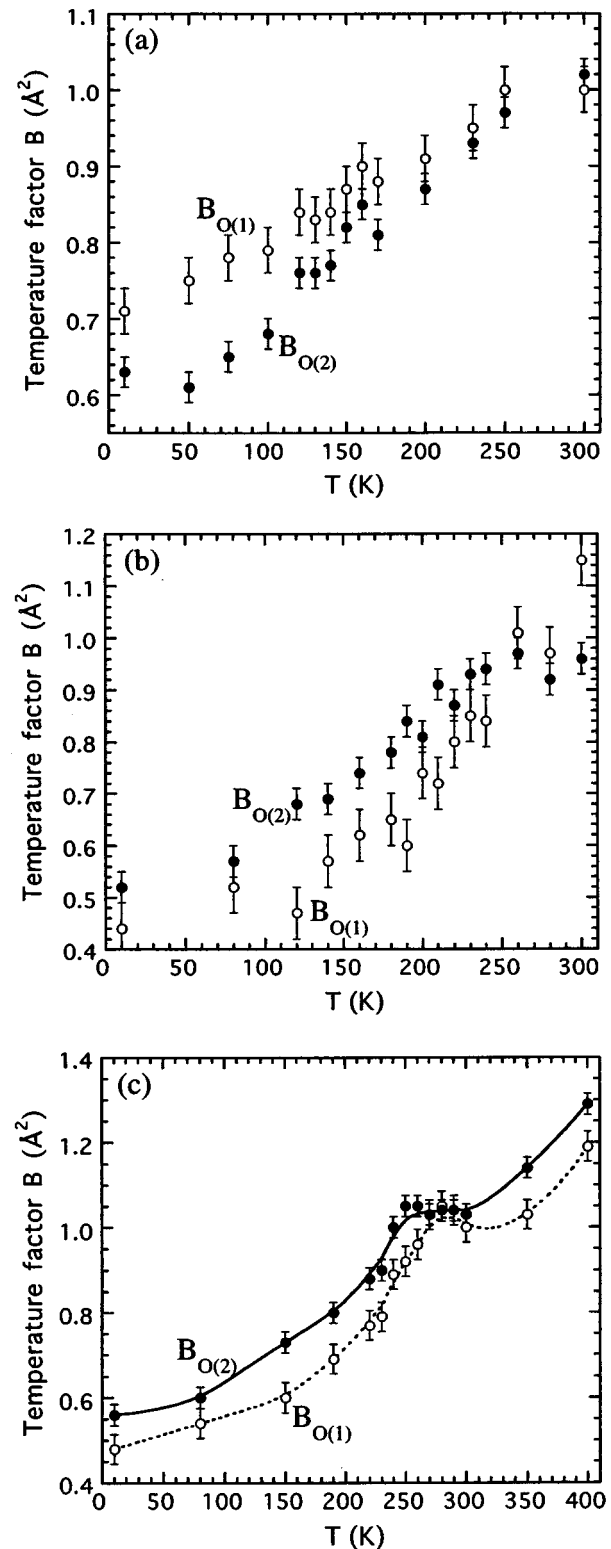 (a)
Temperature factor B (Å²)
1.1
1.0
0.9
0.8
0.7
0.6
B_O(1)
B_O(2)
0 50 100 150 200 250 300
T (K)
(b)
Temperature factor B (Å²)
1.2
1.1
1.0
0.9
0.8
0.7
0.6
0.5
0.4
B_O(2)
B_O(1)
0 50 100 150 200 250 300
T (K)
(c)
Temperature factor B (Å²)
1.4
1.2
1.0
0.8
0.6
0.4
B_O(2)
B_O(1)
0 50 100 150 200 250 300 350 400
T (K)